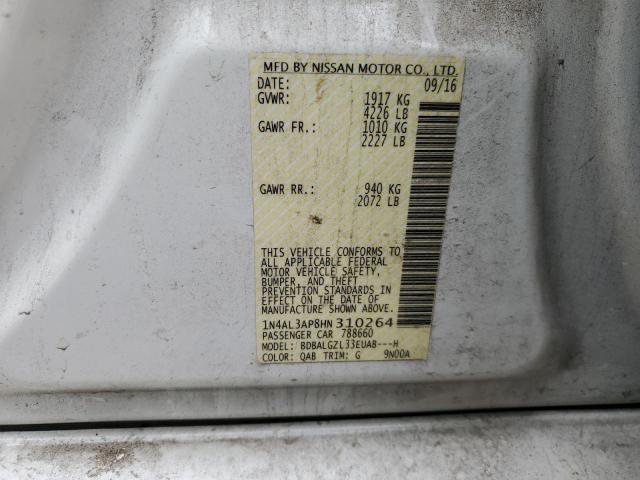 MFD BY NISSAN MOTOR CO., LTD.
DATE: 09/16
GVWR: 1917 KG
4226 LB
GAWR FR.: 1010 KG
2227 LB
GAWR RR.: 940 KG
2072 LB
THIS VEHICLE CONFORMS TO
ALL APPLICABLE FEDERAL
MOTOR VEHICLE SAFETY,
BUMPER, AND THEFT
PREVENTION STANDARDS IN
EFFECT ON THE DATE OF
MANUFACTURE SHOWN ABOVE.
1N4AL3AP8HN310264
PASSENGER CAR 788660
MODEL: BDBALGZL33EUAB---H
COLOR: QAB TRIM: G 9N00A